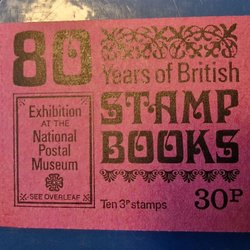 80 Years of British
STAMP
BOOKS
Exhibition
AT THE
National
Postal
Museum
SEE OVERLEAF
Ten 3p stamps
30P